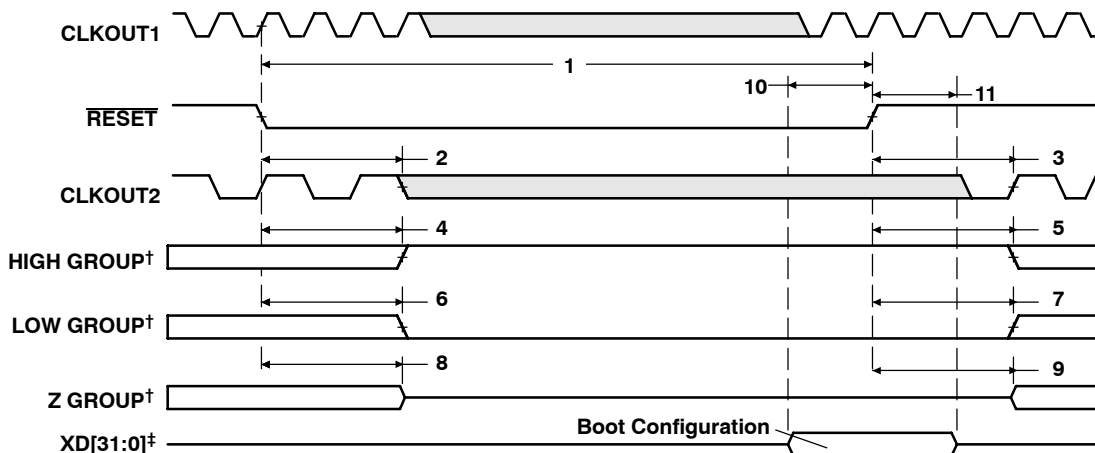 CLKOUT1
1
10
11
RESET
2
3
CLKOUT2
4
5
HIGH GROUP†
6
7
LOW GROUP†
8
9
Z GROUP†
Boot Configuration
XD[31:0]‡